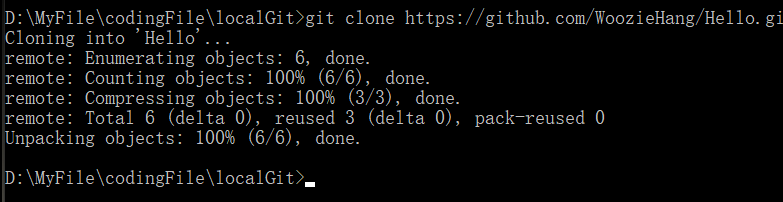 D:\MyFile\codingFile\localGit>git clone https://github.com/WoozieHang/Hello.gi
Cloning into 'Hello'...
remote: Enumerating objects: 6, done.
remote: Counting objects: 100% (6/6), done.
remote: Compressing objects: 100% (3/3), done.
remote: Total 6 (delta 0), reused 3 (delta 0), pack-reused 0
Unpacking objects: 100% (6/6), done.
D:\MyFile\codingFile\localGit>